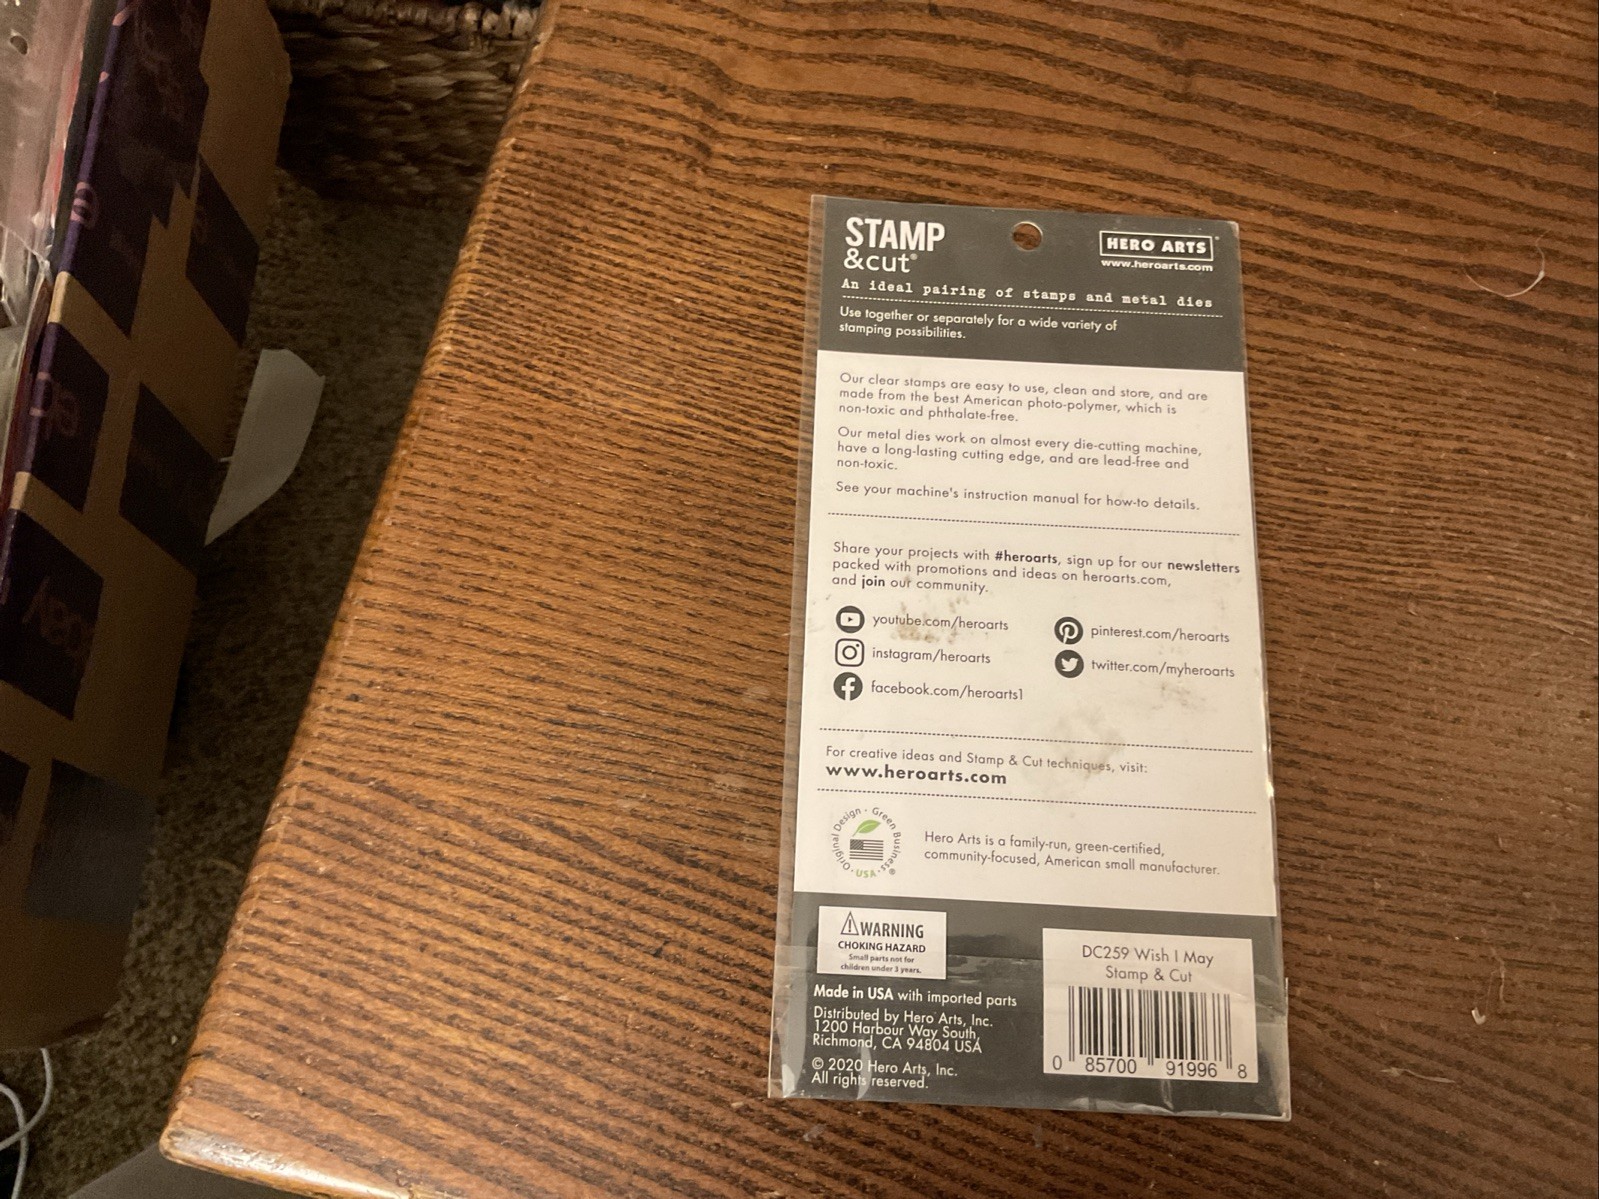 STAMP
&cut®
HERO ARTS®
www.heroarts.com
An ideal pairing of stamps and metal dies
Use together or separately for a wide variety of
stamping possibilities.
Our clear stamps are easy to use, clean and store, and are
made from the best American photo-polymer, which is
non-toxic and phthalate-free.
Our metal dies work on almost every die-cutting machine,
have a long-lasting cutting edge, and are lead-free and
non-toxic.
See your machine's instruction manual for how-to details.
Share your projects with #heroarts, sign up for our newsletters
packed with promotions and ideas on heroarts.com,
and join our community.
youtube.com/heroarts
pinterest.com/heroarts
instagram/heroarts
twitter.com/myheroarts
facebook.com/heroarts1
For creative ideas and Stamp & Cut techniques, visit:
www.heroarts.com
Original Design · Green Business® · USA ·
Hero Arts is a family-run, green-certified,
community-focused, American small manufacturer.
WARNING
CHOKING HAZARD
Small parts not for
children under 3 years.
Made in USA with imported parts
Distributed by Hero Arts, Inc.
1200 Harbour Way South,
Richmond, CA 94804 USA
© 2020 Hero Arts, Inc.
All rights reserved.
DC259 Wish I May
Stamp & Cut
0 85700 91996 8